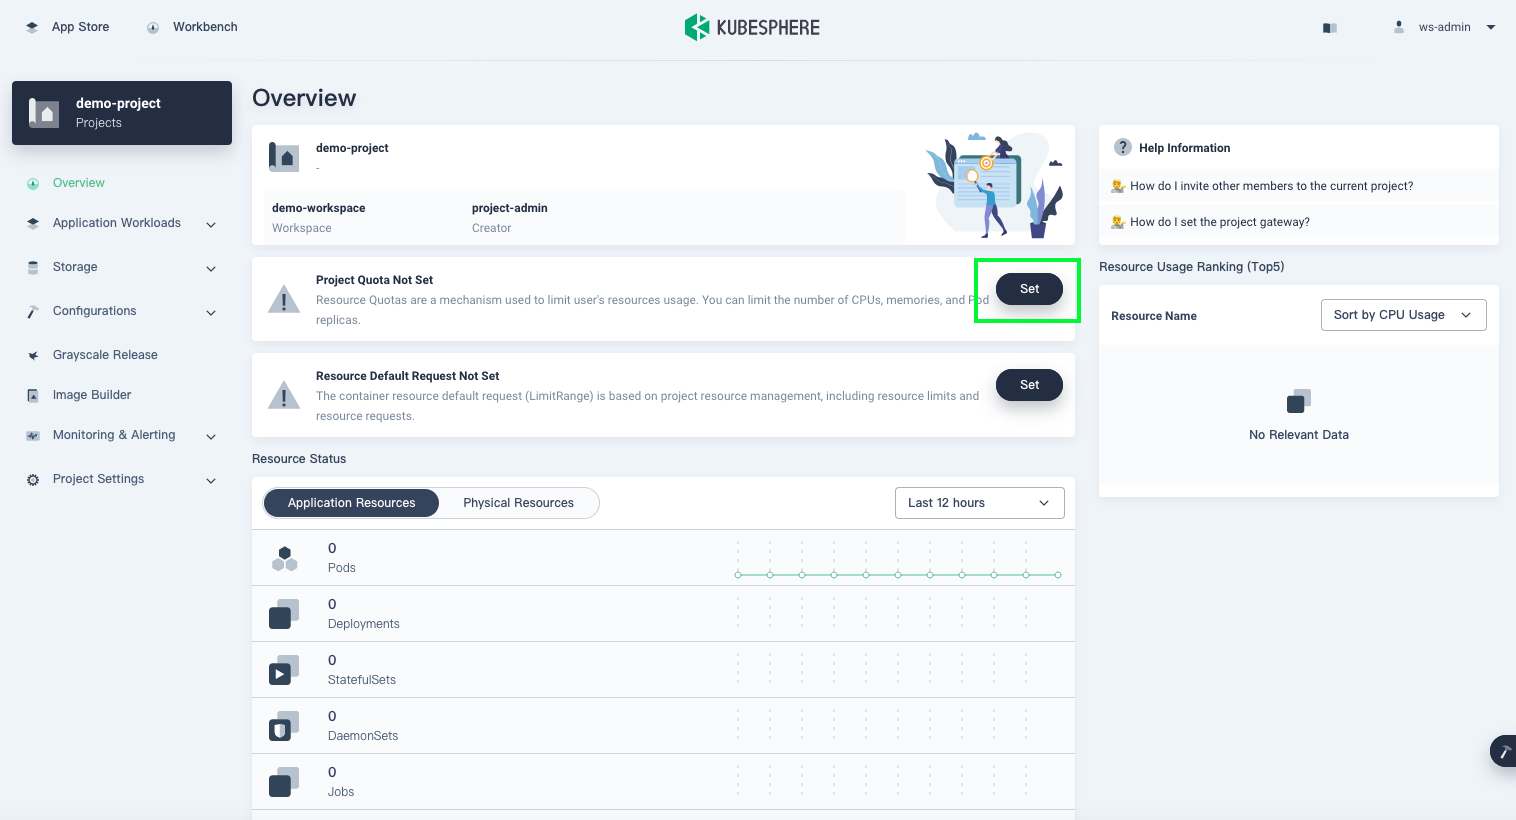 App Store
Workbench
KUBESPHERE
ws-admin
demo-project
Projects
Overview
Application Workloads
Storage
Configurations
Grayscale Release
Image Builder
Monitoring & Alerting
Project Settings
Overview
demo-project
-
demo-workspace
Workspace
project-admin
Creator
Project Quota Not Set
Resource Quotas are a mechanism used to limit user's resources usage. You can limit the number of CPUs, memories, and Pod
replicas.
Set
Resource Default Request Not Set
The container resource default request (LimitRange) is based on project resource management, including resource limits and
resource requests.
Set
Resource Status
Application Resources
Physical Resources
Last 12 hours
0
Pods
0
Deployments
0
StatefulSets
0
DaemonSets
0
Jobs
Help Information
How do I invite other members to the current project?
How do I set the project gateway?
Resource Usage Ranking (Top5)
Resource Name
Sort by CPU Usage
No Relevant Data